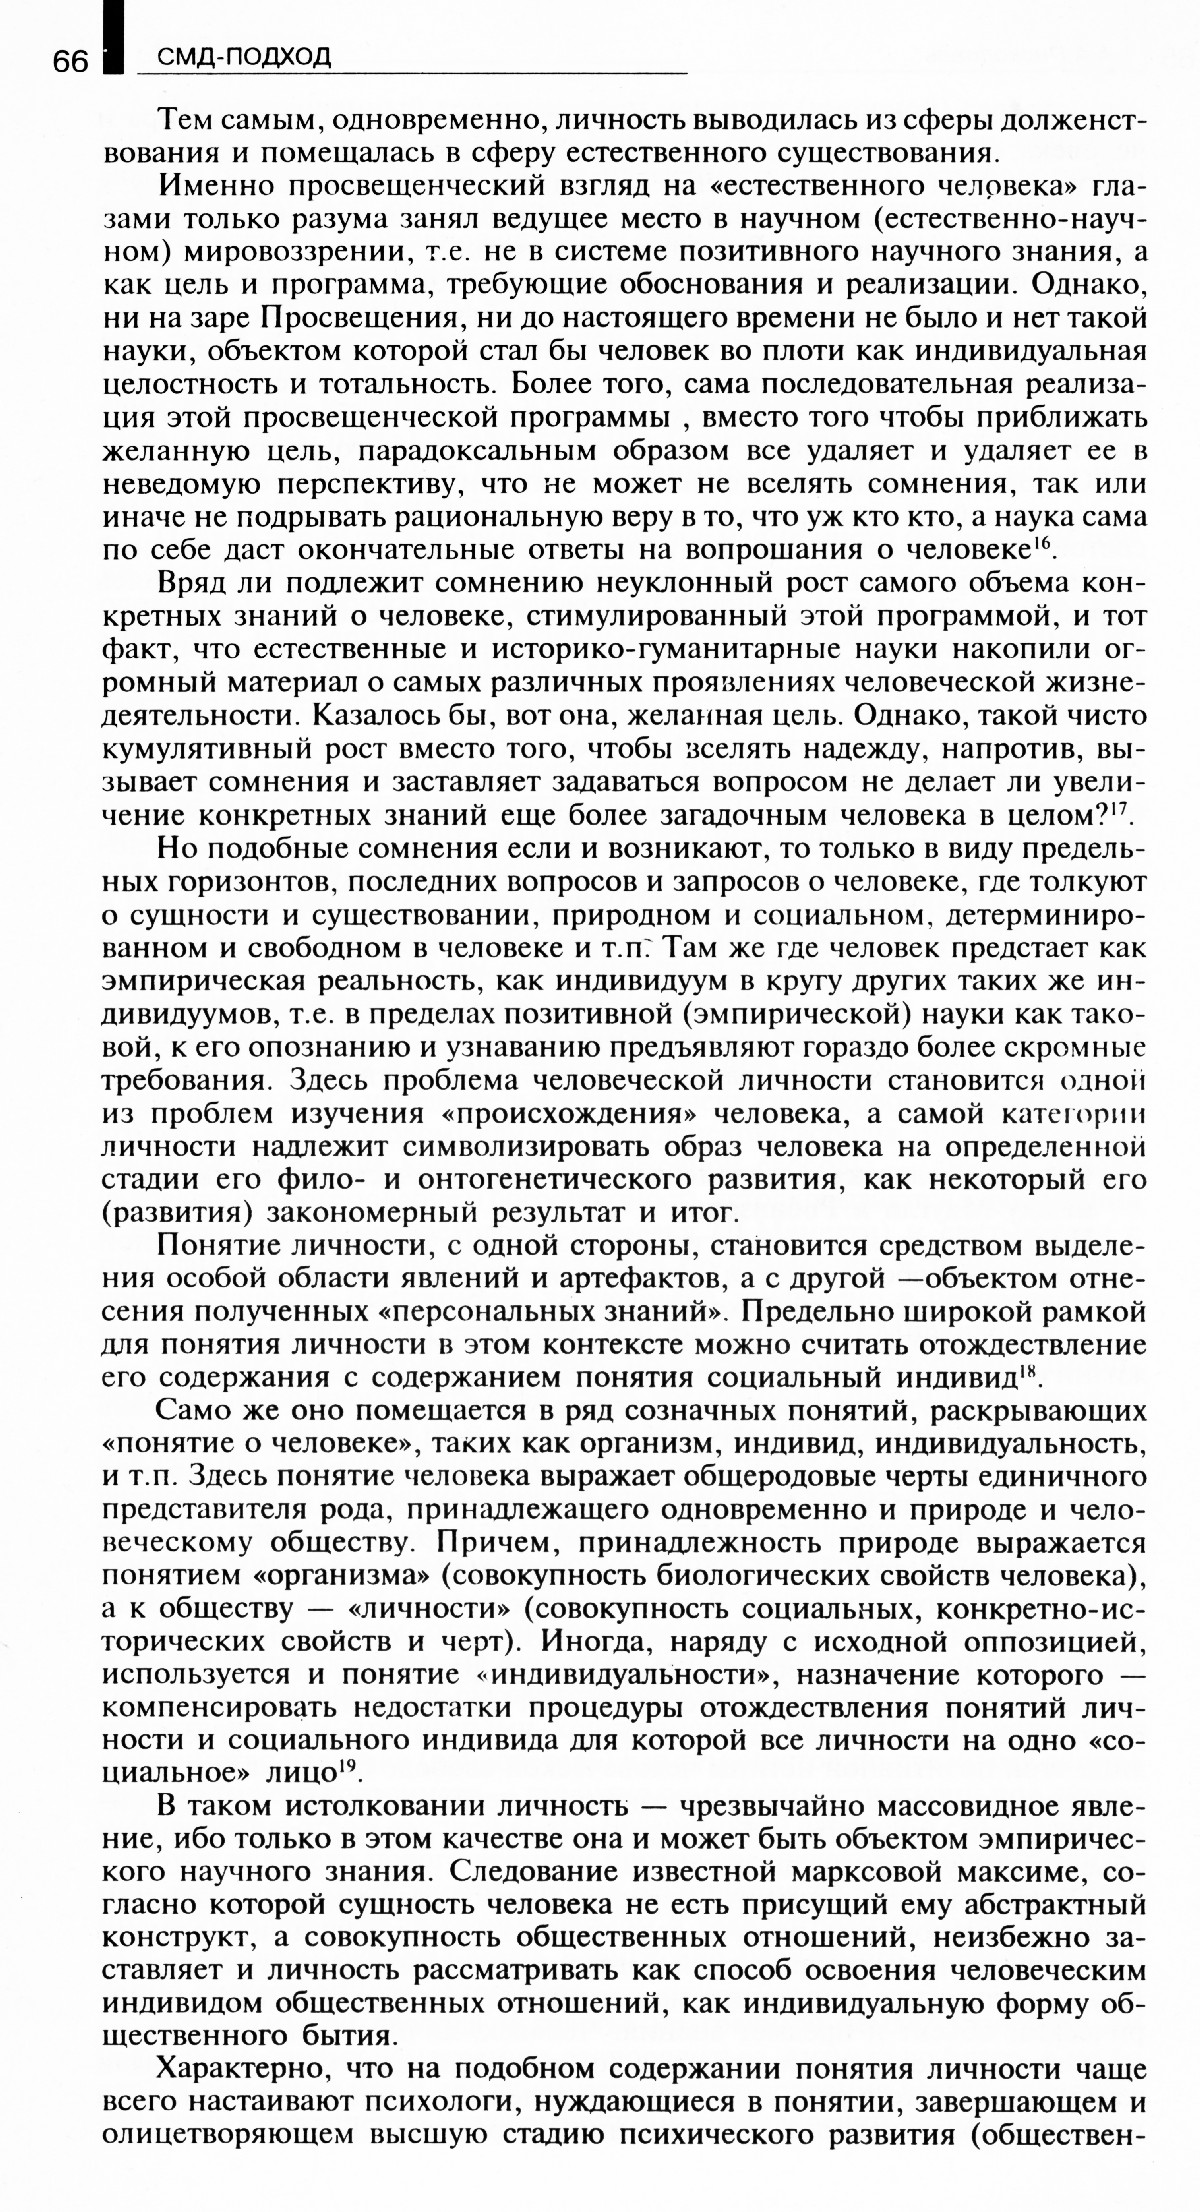 66 СМД-ПОДХОД
Тем самым, одновременно, личность выводилась из сферы долженст-
вования и помещалась в сферу естественного существования.
Именно просвещенческий взгляд на «естественного человека» гла-
зами только разума занял ведущее место в научном (естественно-науч-
ном) мировоззрении, т.е. не в системе позитивного научного знания, а
как цель и программа, требующие обоснования и реализации. Однако,
ни на заре Просвещения, ни до настоящего времени не было и нет такой
науки, объектом которой стал бы человек во плоти как индивидуальная
целостность и тотальность. Более того, сама последовательная реализа-
ция этой просвещенческой программы , вместо того чтобы приближать
желанную цель, парадоксальным образом все удаляет и удаляет ее в
неведомую перспективу, что не может не вселять сомнения, так или
иначе не подрывать рациональную веру в то, что уж кто кто, а наука сама
по себе даст окончательные ответы на вопрошания о человеке¹⁶.
Вряд ли подлежит сомнению неуклонный рост самого объема кон-
кретных знаний о человеке, стимулированный этой программой, и тот
факт, что естественные и историко-гуманитарные науки накопили ог-
ромный материал о самых различных проявлениях человеческой жизне-
деятельности. Казалось бы, вот она, желанная цель. Однако, такой чисто
кумулятивный рост вместо того, чтобы вселять надежду, напротив, вы-
зывает сомнения и заставляет задаваться вопросом не делает ли увели-
чение конкретных знаний еще более загадочным человека в целом?¹⁷.
Но подобные сомнения если и возникают, то только в виду предель-
ных горизонтов, последних вопросов и запросов о человеке, где толкуют
о сущности и существовании, природном и социальном, детерминиро-
ванном и свободном в человеке и т.п. Там же где человек предстает как
эмпирическая реальность, как индивидуум в кругу других таких же ин-
дивидуумов, т.е. в пределах позитивной (эмпирической) науки как тако-
вой, к его опознанию и узнаванию предъявляют гораздо более скромные
требования. Здесь проблема человеческой личности становится одной
из проблем изучения «происхождения» человека, а самой категории
личности надлежит символизировать образ человека на определенной
стадии его фило- и онтогенетического развития, как некоторый его
(развития) закономерный результат и итог.
Понятие личности, с одной стороны, становится средством выделе-
ния особой области явлений и артефактов, а с другой —объектом отне-
сения полученных «персональных знаний». Предельно широкой рамкой
для понятия личности в этом контексте можно считать отождествление
его содержания с содержанием понятия социальный индивид¹⁸.
Само же оно помещается в ряд созначных понятий, раскрывающих
«понятие о человеке», таких как организм, индивид, индивидуальность,
и т.п. Здесь понятие человека выражает общеродовые черты единичного
представителя рода, принадлежащего одновременно и природе и чело-
веческому обществу. Причем, принадлежность природе выражается
понятием «организма» (совокупность биологических свойств человека),
а к обществу — «личности» (совокупность социальных, конкретно-ис-
торических свойств и черт). Иногда, наряду с исходной оппозицией,
используется и понятие «индивидуальности», назначение которого —
компенсировать недостатки процедуры отождествления понятий лич-
ности и социального индивида для которой все личности на одно «со-
циальное» лицо¹⁹.
В таком истолковании личность — чрезвычайно массовидное явле-
ние, ибо только в этом качестве она и может быть объектом эмпиричес-
кого научного знания. Следование известной марксовой максиме, со-
гласно которой сущность человека не есть присущий ему абстрактный
конструкт, а совокупность общественных отношений, неизбежно за-
ставляет и личность рассматривать как способ освоения человеческим
индивидом общественных отношений, как индивидуальную форму об-
щественного бытия.
Характерно, что на подобном содержании понятия личности чаще
всего настаивают психологи, нуждающиеся в понятии, завершающем и
олицетворяющем высшую стадию психического развития (обществен-